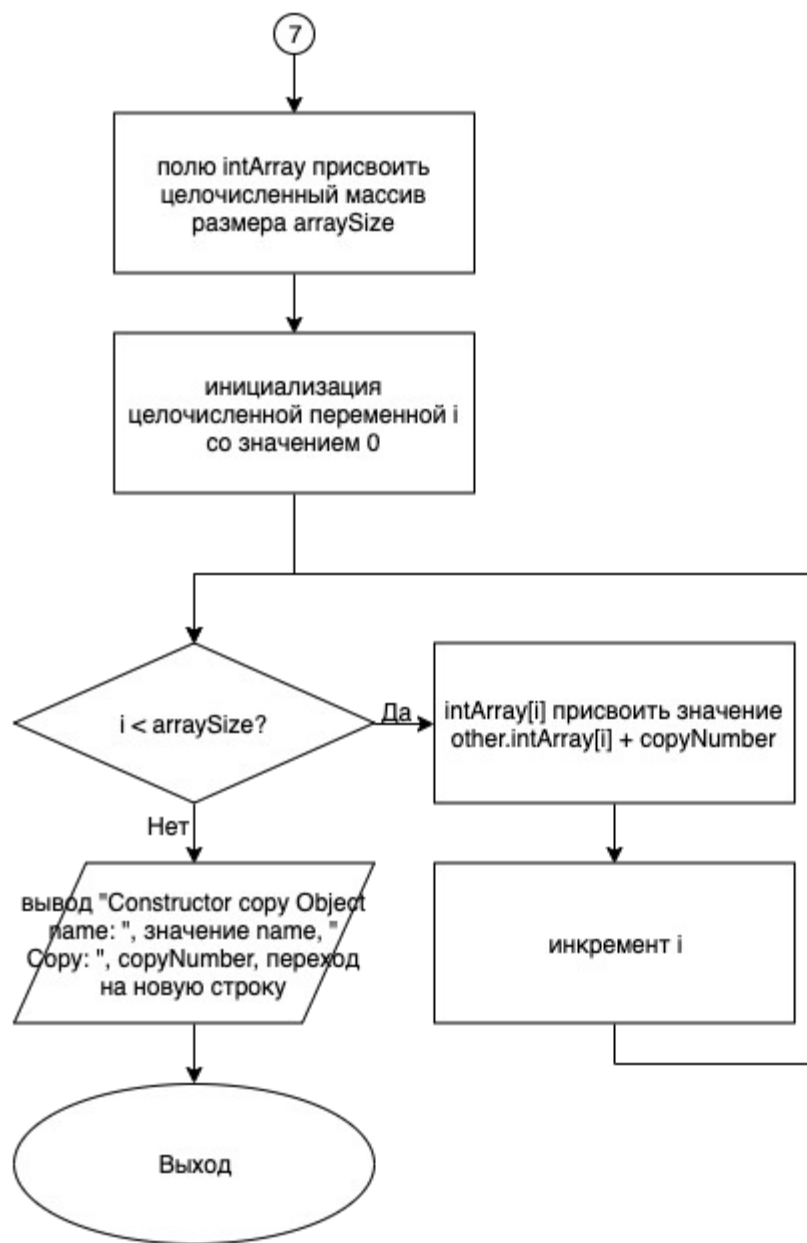 7
полю intArray присвоить
целочисленный массив
размера arraySize
инициализация
целочисленной переменной i
со значением 0
i < arraySize?
Да
intArray[i] присвоить значение
other.intArray[i] + copyNumber
Нет
вывод "Constructor copy Object
name: ", значение name, "
Copy: ", copyNumber, переход
на новую строку
инкремент i
Выход